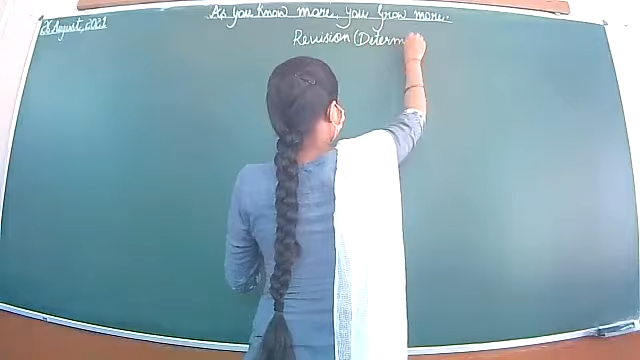 26 August, 2021
As you know more, you grow more.
Revision (Determ